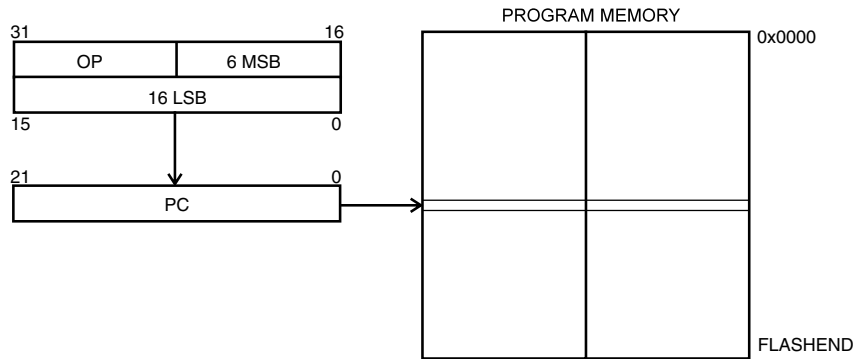 PROGRAM MEMORY
31 16
0x0000
OP 6 MSB
16 LSB
15 0
21 0
PC
FLASHEND